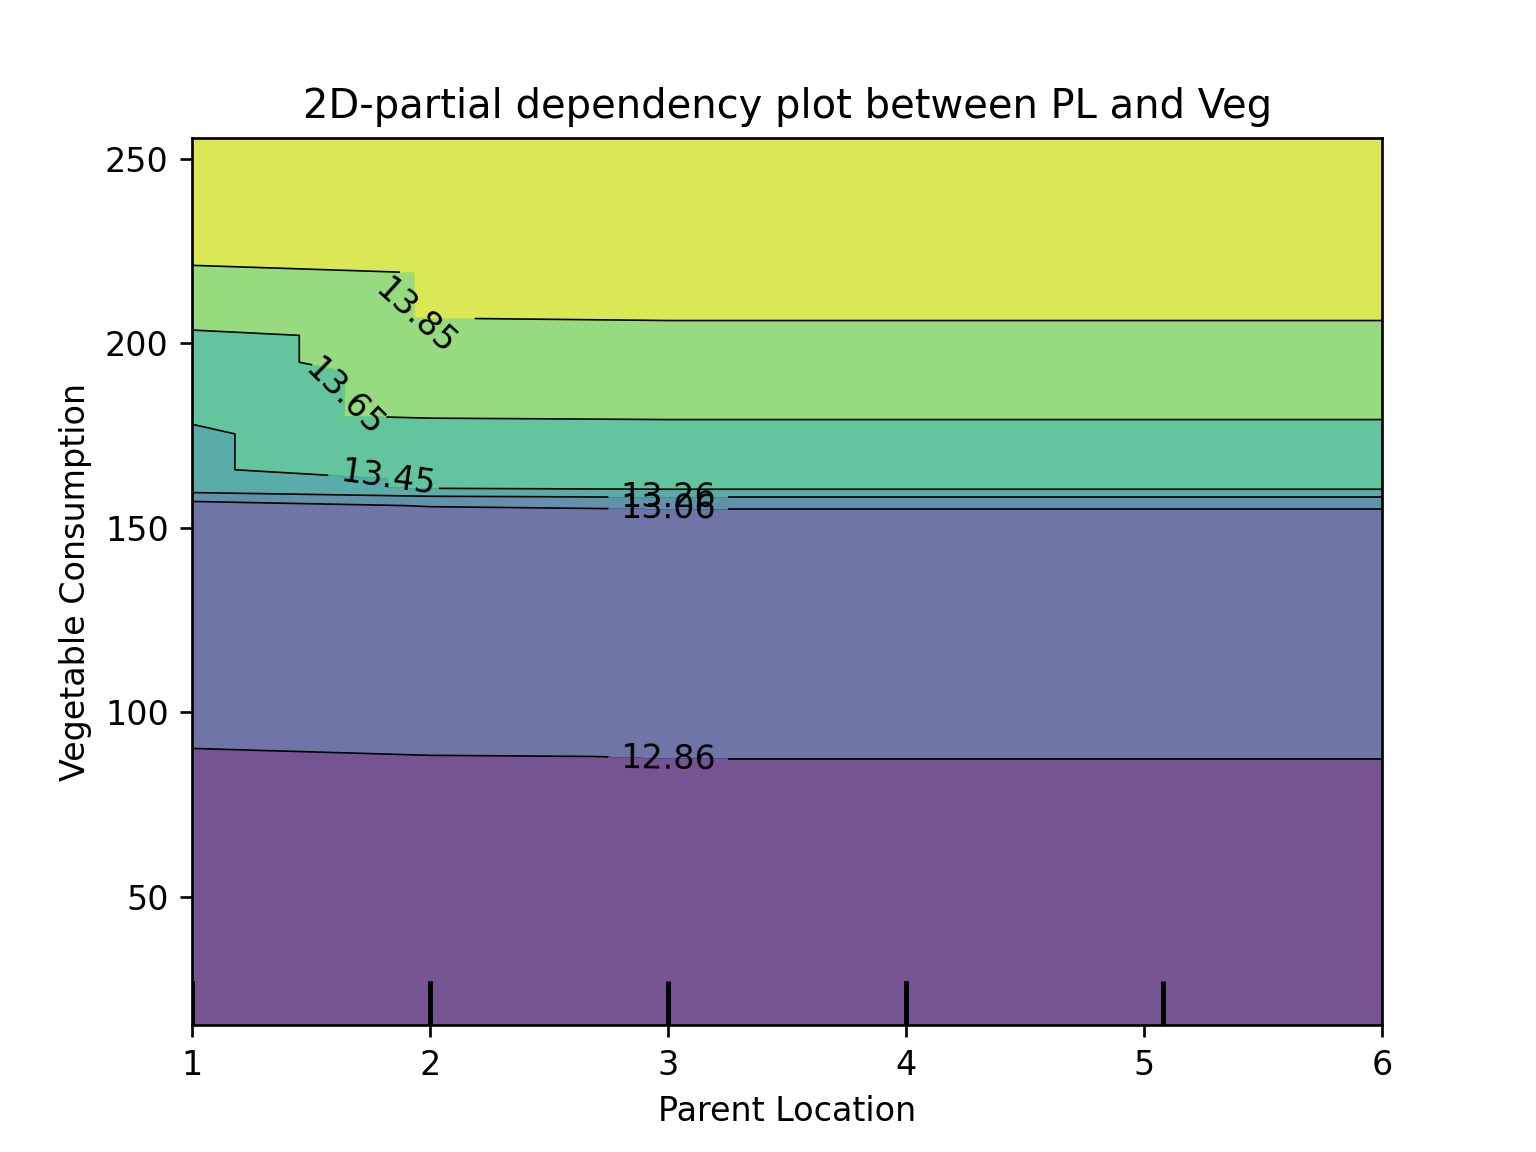 2D-partial dependency plot between PL and Veg
250
200
150
100
50
Vegetable Consumption
13.85
13.65
13.45
13.26
13.06
12.86
1 2 3 4 5 6
Parent Location